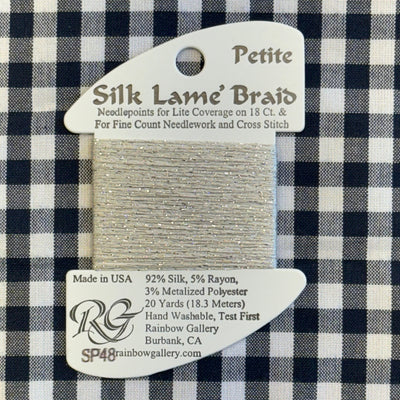 Petite
Silk Lamé Braid
Needlepoints for Lite Coverage on 18 Ct. &
For Fine Count Needlework and Cross Stitch
Made in USA
92% Silk, 5% Rayon,
3% Metalized Polyester
20 Yards (18.3 Meters)
Hand Washable, Test First
Rainbow Gallery
Burbank, CA
rainbowgallery.com
RG
SP48